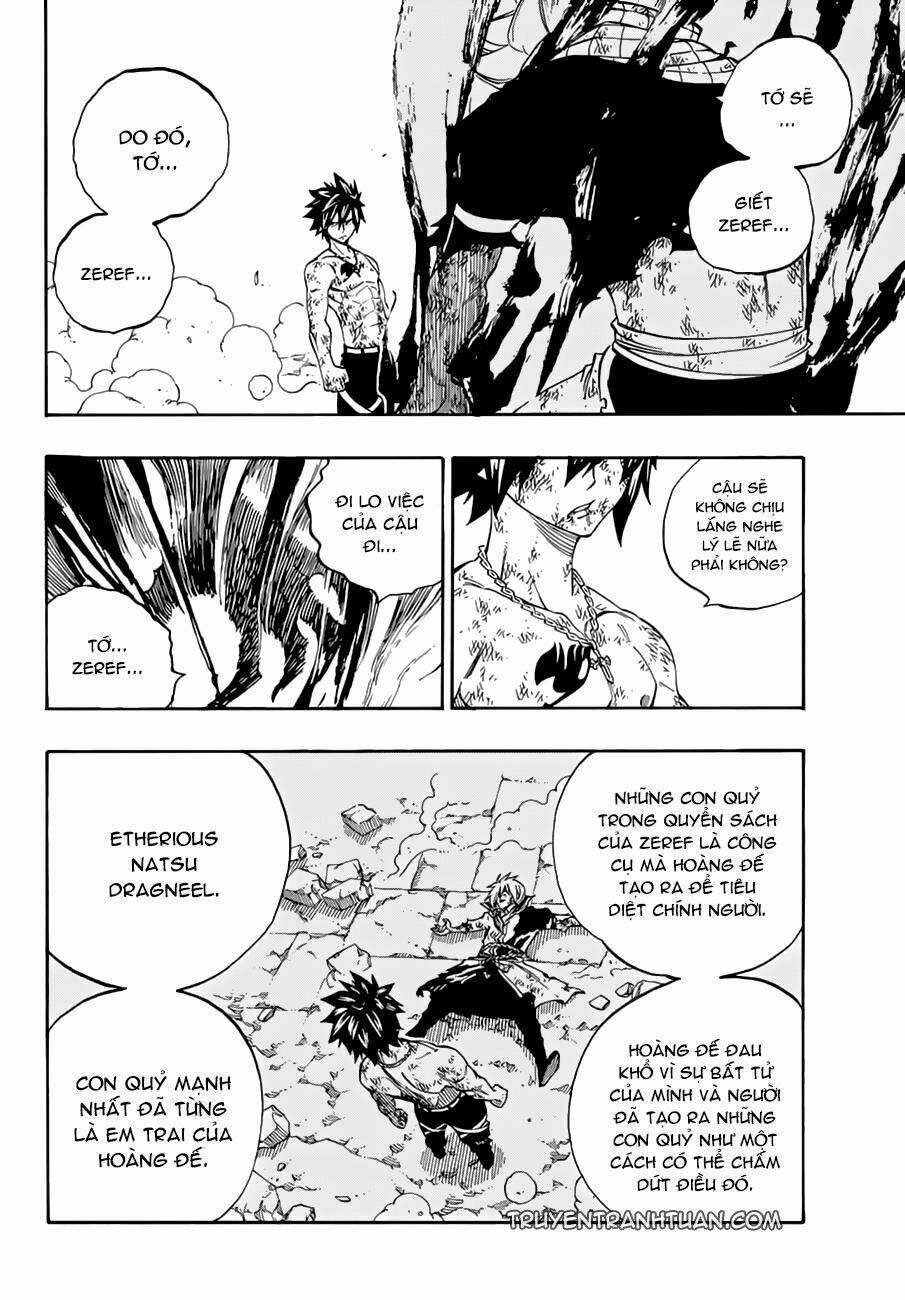 TỚ SẼ
...
GIẾT
ZEREF...
DO ĐÓ,
TỚ...
ZEREF...
CẬU SẼ
KHÔNG CHỊU
LẮNG NGHE
LÝ LẼ NỮA
PHẢI KHÔNG?
ĐI LO VIỆC
CỦA CẬU
ĐI...
TỚ...
ZEREF...
NHỮNG CON QUỶ
TRONG QUYỂN SÁCH
CỦA ZEREF LÀ CÔNG
CỤ MÀ HOÀNG ĐẾ
TẠO RA ĐỂ TIÊU
DIỆT CHÍNH NGƯỜI.
HOÀNG ĐẾ ĐAU
KHỔ VÌ SỰ BẤT TỬ
CỦA MÌNH VÀ NGƯỜI
ĐÃ TẠO RA NHỮNG
CON QUỶ NHƯ MỘT
CÁCH CÓ THỂ CHẤM
DỨT ĐIỀU ĐÓ.
ETHERIOUS
NATSU
DRAGNEEL.
CON QUỶ MẠNH
NHẤT ĐÃ TỪNG
LÀ EM TRAI CỦA
HOÀNG ĐẾ.
TRUYENTRANHTUAN.COM